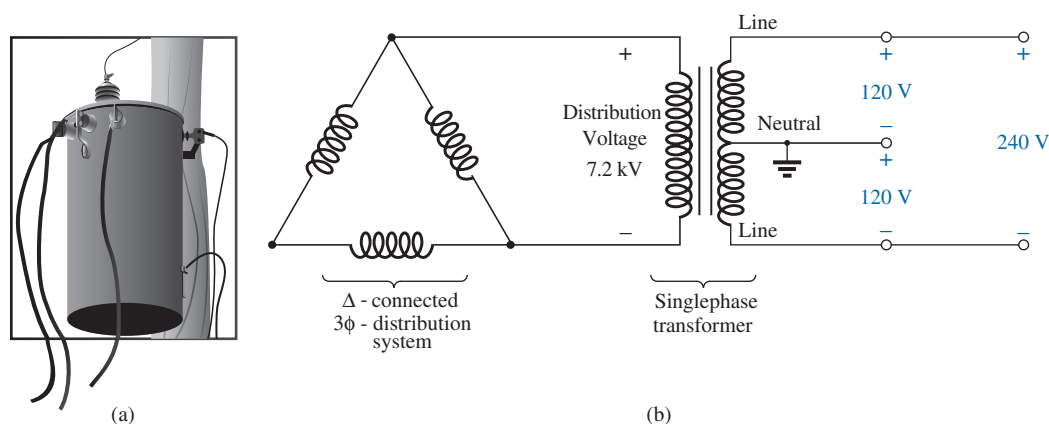 Line
+
+
+
120 V
Distribution
Voltage
7.2 kV
Neutral
–
+
240 V
120 V
–
Line
–
–
Δ - connected
3ϕ - distribution
system
Singlephase
transformer
(a)
(b)